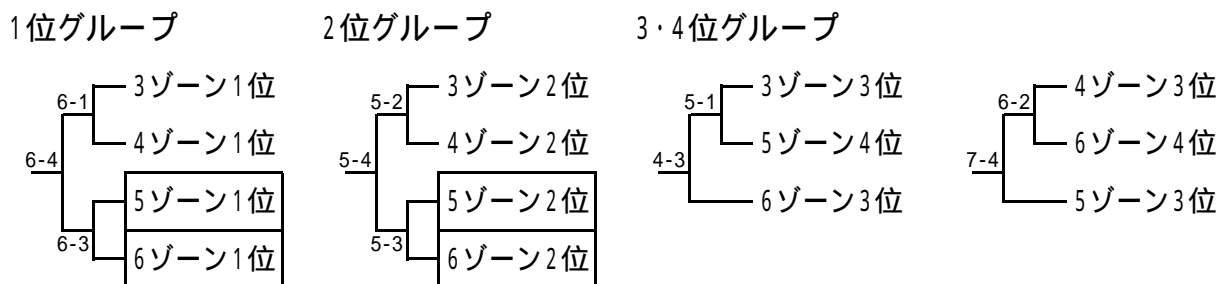 1位グループ
6-1
3ゾーン1位
4ゾーン1位
6-4
5ゾーン1位
6-3
6ゾーン1位
2位グループ
5-2
3ゾーン2位
4ゾーン2位
5-4
5ゾーン2位
5-3
6ゾーン2位
3・4位グループ
5-1
3ゾーン3位
5ゾーン4位
4-3
6ゾーン3位
6-2
4ゾーン3位
6ゾーン4位
7-4
5ゾーン3位